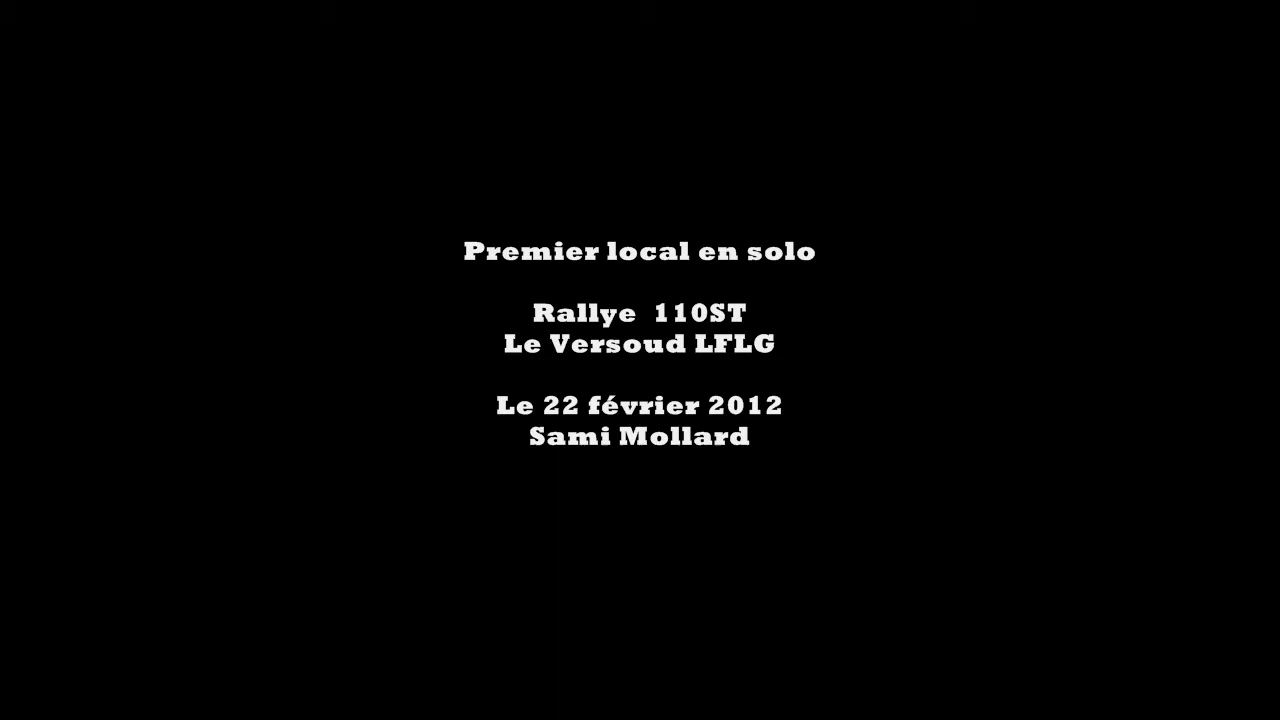 Premier local en solo
Rallye  110ST
Le Versoud LFLG
Le 22 février 2012
Sami Mollard